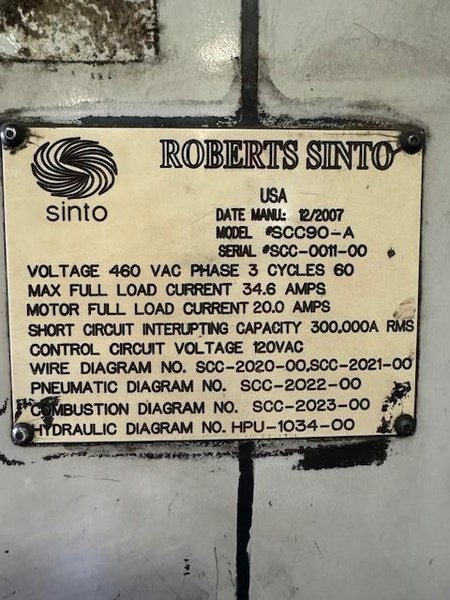 ROBERTS SINTO
sinto
USA
DATE MANU: 12/2007
MODEL #SCC90-A
SERIAL #SCC-0011-00
VOLTAGE 460 VAC PHASE 3 CYCLES 60
MAX FULL LOAD CURRENT 34.6 AMPS
MOTOR FULL LOAD CURRENT 20.0 AMPS
SHORT CIRCUIT INTERUPTING CAPACITY 300,000A RMS
CONTROL CIRCUIT VOLTAGE 120VAC
WIRE DIAGRAM NO. SCC-2020-00,SCC-2021-00
PNEUMATIC DIAGRAM NO. SCC-2022-00
COMBUSTION DIAGRAM NO. SCC-2023-00
HYDRAULIC DIAGRAM NO. HPU-1034-00